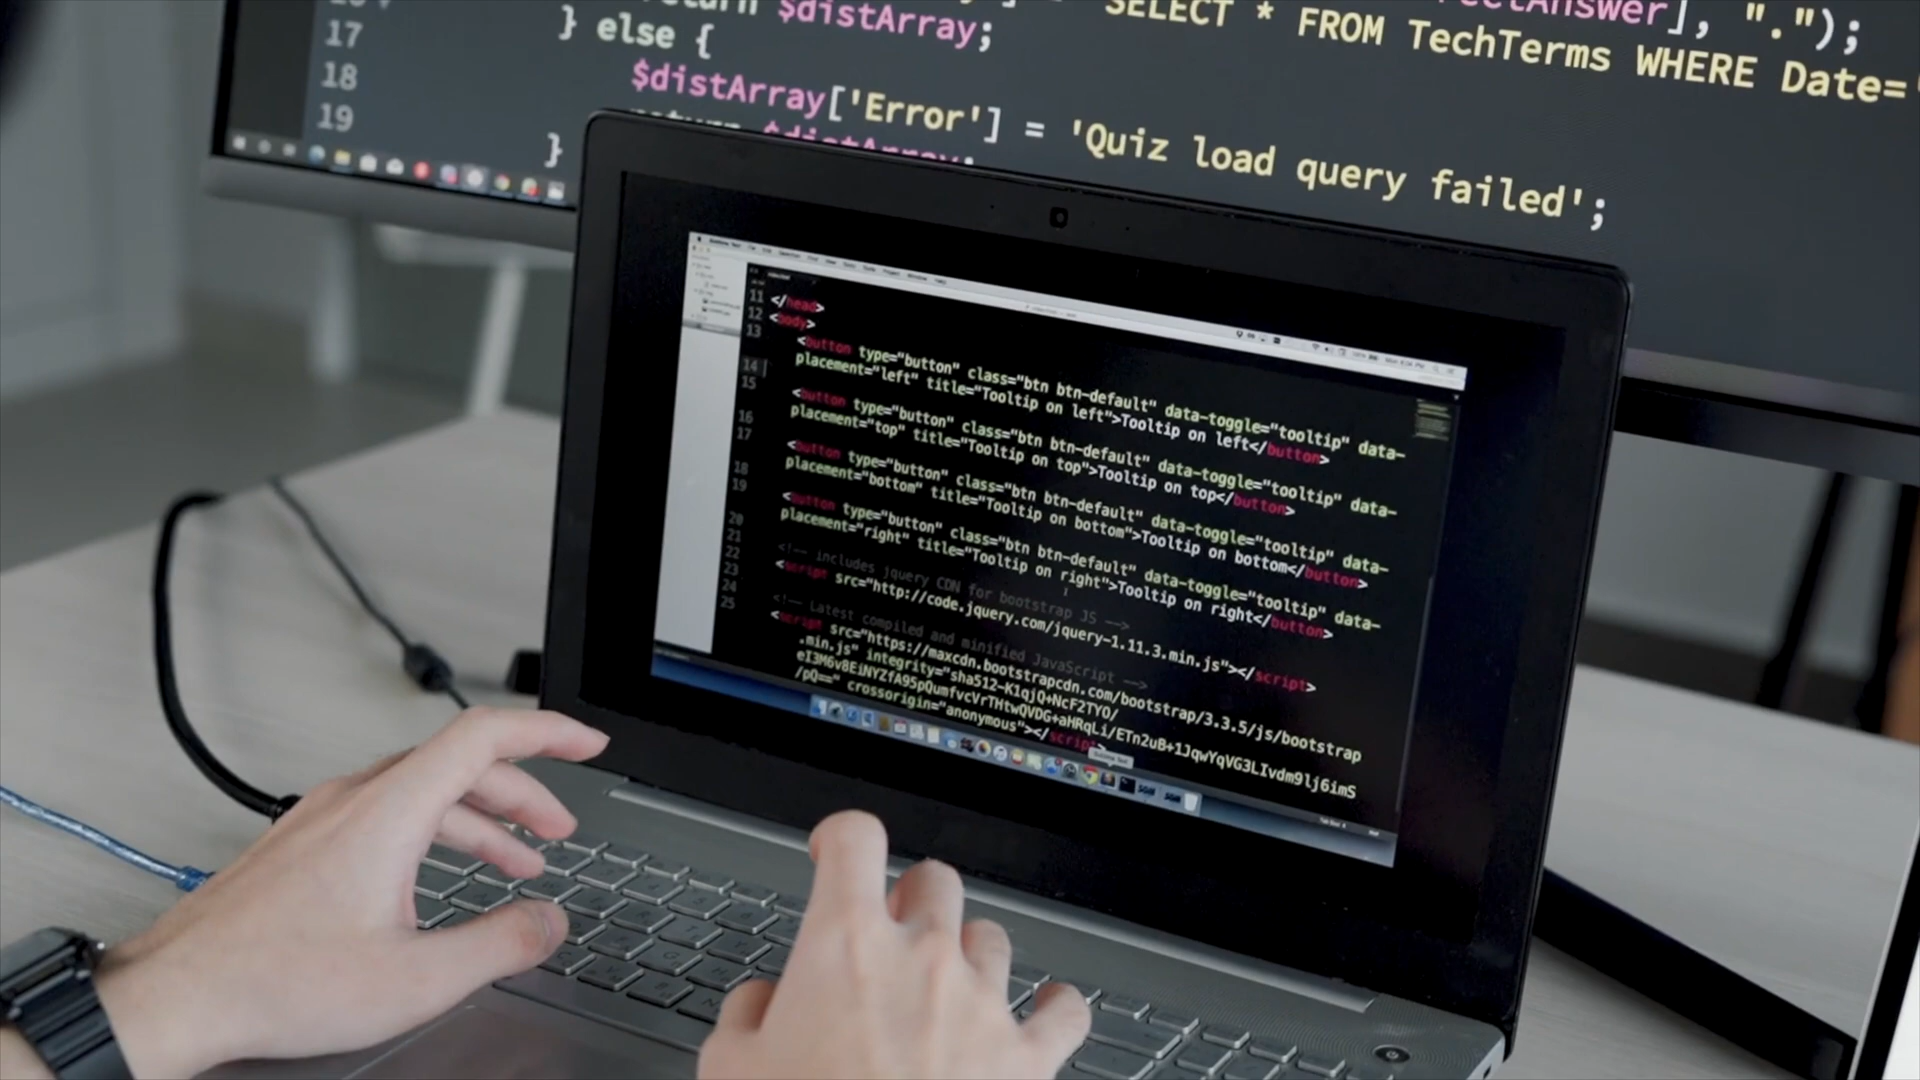 17
} else {
return $distArray;
18
$distArray['Error'] = 'Quiz load query failed';
19
return $distArray;
}
SELECT * FROM TechTerms WHERE Date=
], ".");
11 </head>
12 <body>
13
14 <button type="button" class="btn btn-default" data-toggle="tooltip" data-
placement="left" title="Tooltip on left">Tooltip on left</button>
15
16 <button type="button" class="btn btn-default" data-toggle="tooltip" data-
placement="top" title="Tooltip on top">Tooltip on top</button>
17
18 <button type="button" class="btn btn-default" data-toggle="tooltip" data-
placement="bottom" title="Tooltip on bottom">Tooltip on bottom</button>
19
20 <button type="button" class="btn btn-default" data-toggle="tooltip" data-
placement="right" title="Tooltip on right">Tooltip on right</button>
21
22 <!-- includes jquery CDN for bootstrap JS -->
23 <script src="http://code.jquery.com/jquery-1.11.3.min.js"></script>
24 <!-- Latest compiled and minified JavaScript -->
25 <script src="https://maxcdn.bootstrapcdn.com/bootstrap/3.3.5/js/bootstrap
.min.js" integrity="sha512-K1qjQ+NcF2TYO/
eI3M6v8EiNYZfA95pQumfvcVrTHtwQVDG+aHRqLi/ETn2uB+1JqwYqVG3LIvdm9lj6imS
/pQ==" crossorigin="anonymous"></script>